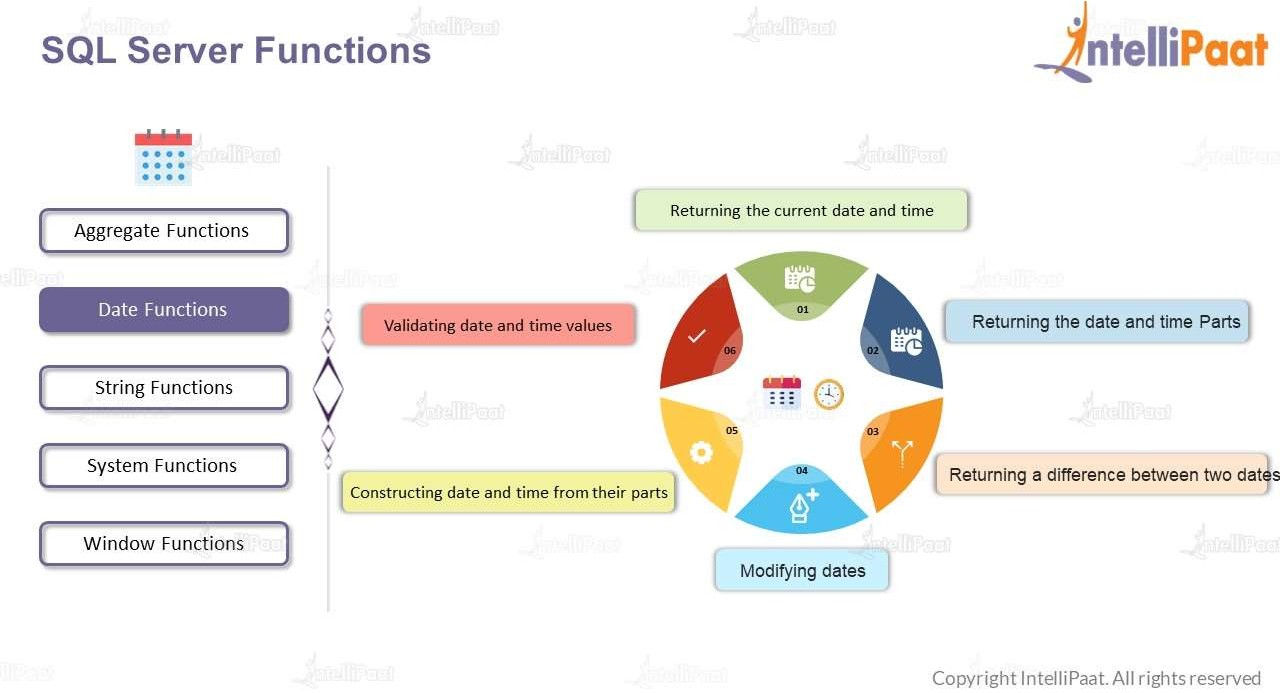 SQL Server Functions
IntelliPaat
Aggregate Functions
Date Functions
String Functions
System Functions
Window Functions
Returning the current date and time
Validating date and time values
Returning the date and time Parts
01
06
02
05
03
04
Constructing date and time from their parts
Returning a difference between two dates
Modifying dates
Copyright IntelliPaat. All rights reserved